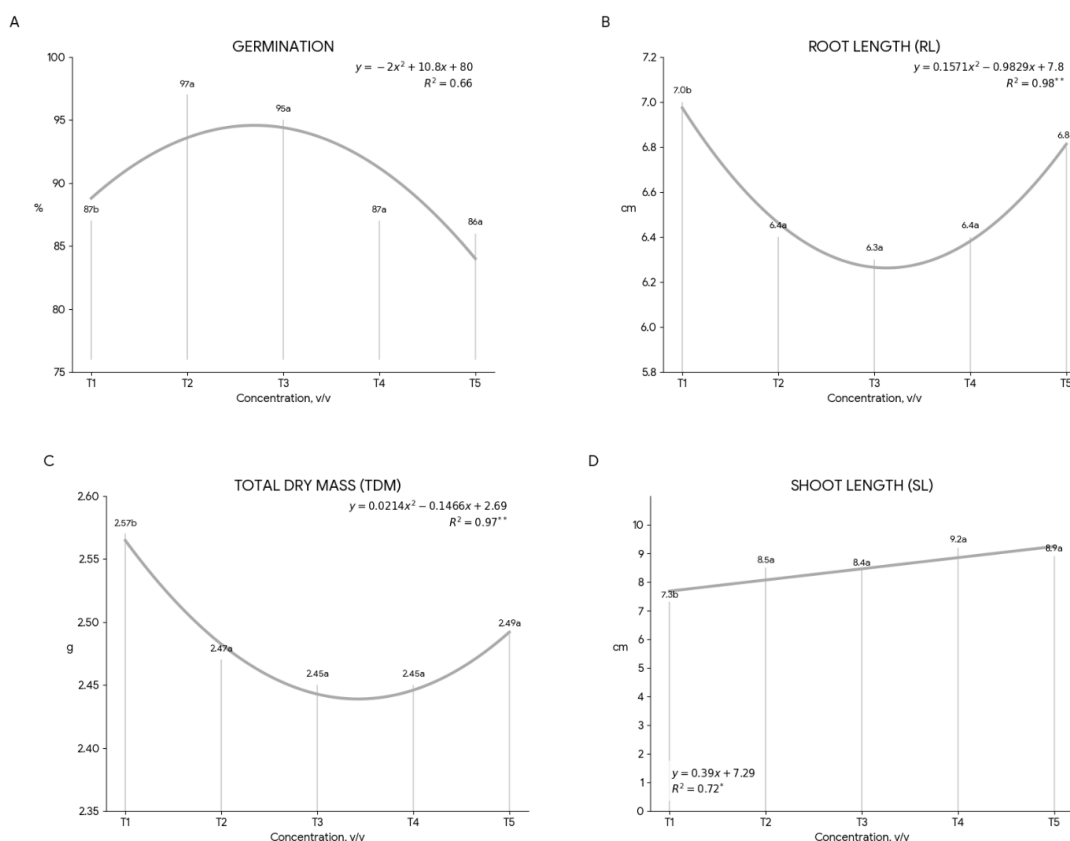 A
GERMINATION
y = −2x² + 10.8x + 80
R² = 0.66
100
95
90
85
80
75
%
87b
97a
95a
87a
86a
T1 T2 T3 T4 T5
Concentration, v/v
B
ROOT LENGTH (RL)
y = 0.1571x² − 0.9829x + 7.8
R² = 0.98**
7.2
7.0
6.8
6.6
6.4
6.2
6.0
5.8
cm
7.0b
6.4a
6.3a
6.4a
6.8
T1 T2 T3 T4 T5
Concentration, v/v
C
TOTAL DRY MASS (TDM)
y = 0.0214x² − 0.1466x + 2.69
R² = 0.97**
2.60
2.55
2.50
2.45
2.40
2.35
g
2.57b
2.47a
2.45a
2.45a
2.49a
T1 T2 T3 T4 T5
Concentration, v/v
D
SHOOT LENGTH (SL)
10
9
8
7
6
5
4
3
2
1
0
cm
7.3b
8.5a
8.4a
9.2a
8.9a
y = 0.39x + 7.29
R² = 0.72*
T1 T2 T3 T4 T5
Concentration, v/v